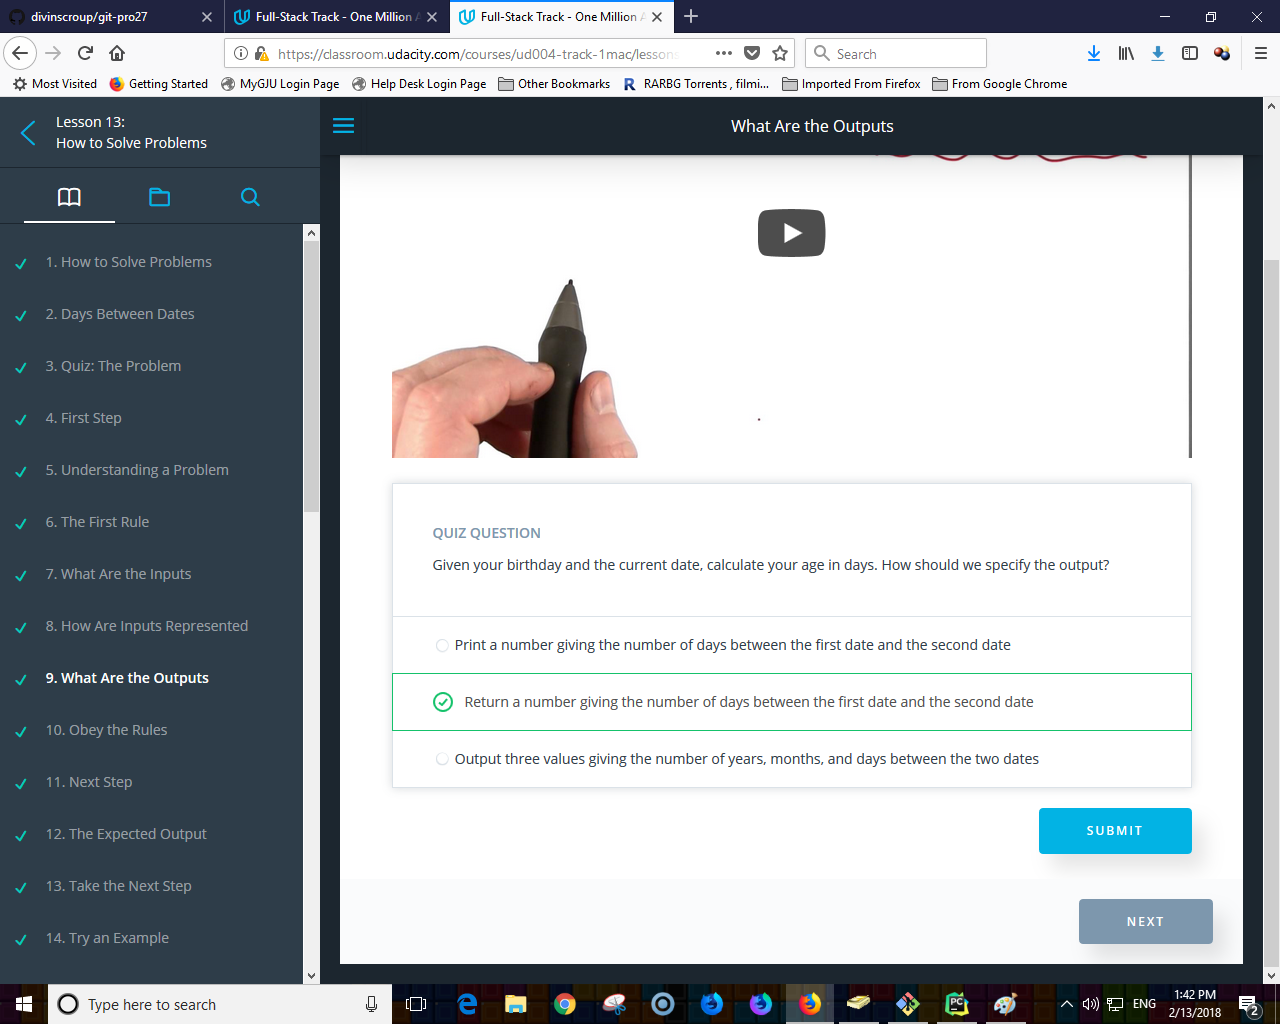 divinscroup/git-pro27
Full-Stack Track - One Million A
Full-Stack Track - One Million A
https://classroom.udacity.com/courses/ud004-track-1mac/lesson
Search
Most Visited
Getting Started
MyGJU Login Page
Help Desk Login Page
Other Bookmarks
R RARBG Torrents , filmi...
Imported From Firefox
From Google Chrome
Lesson 13:
How to Solve Problems
What Are the Outputs
1. How to Solve Problems
2. Days Between Dates
3. Quiz: The Problem
4. First Step
5. Understanding a Problem
6. The First Rule
7. What Are the Inputs
8. How Are Inputs Represented
9. What Are the Outputs
10. Obey the Rules
11. Next Step
12. The Expected Output
13. Take the Next Step
14. Try an Example
QUIZ QUESTION
Given your birthday and the current date, calculate your age in days. How should we specify the output?
Print a number giving the number of days between the first date and the second date
Return a number giving the number of days between the first date and the second date
Output three values giving the number of years, months, and days between the two dates
SUBMIT
NEXT
Type here to search
PC
ENG
1:42 PM
2/13/2018
2